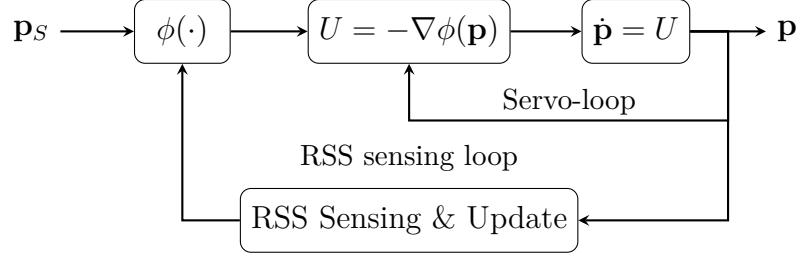 𝐩_S
ϕ(·)
U = −∇ϕ(𝐩)
𝐩̇ = U
𝐩
Servo-loop
RSS sensing loop
RSS Sensing & Update